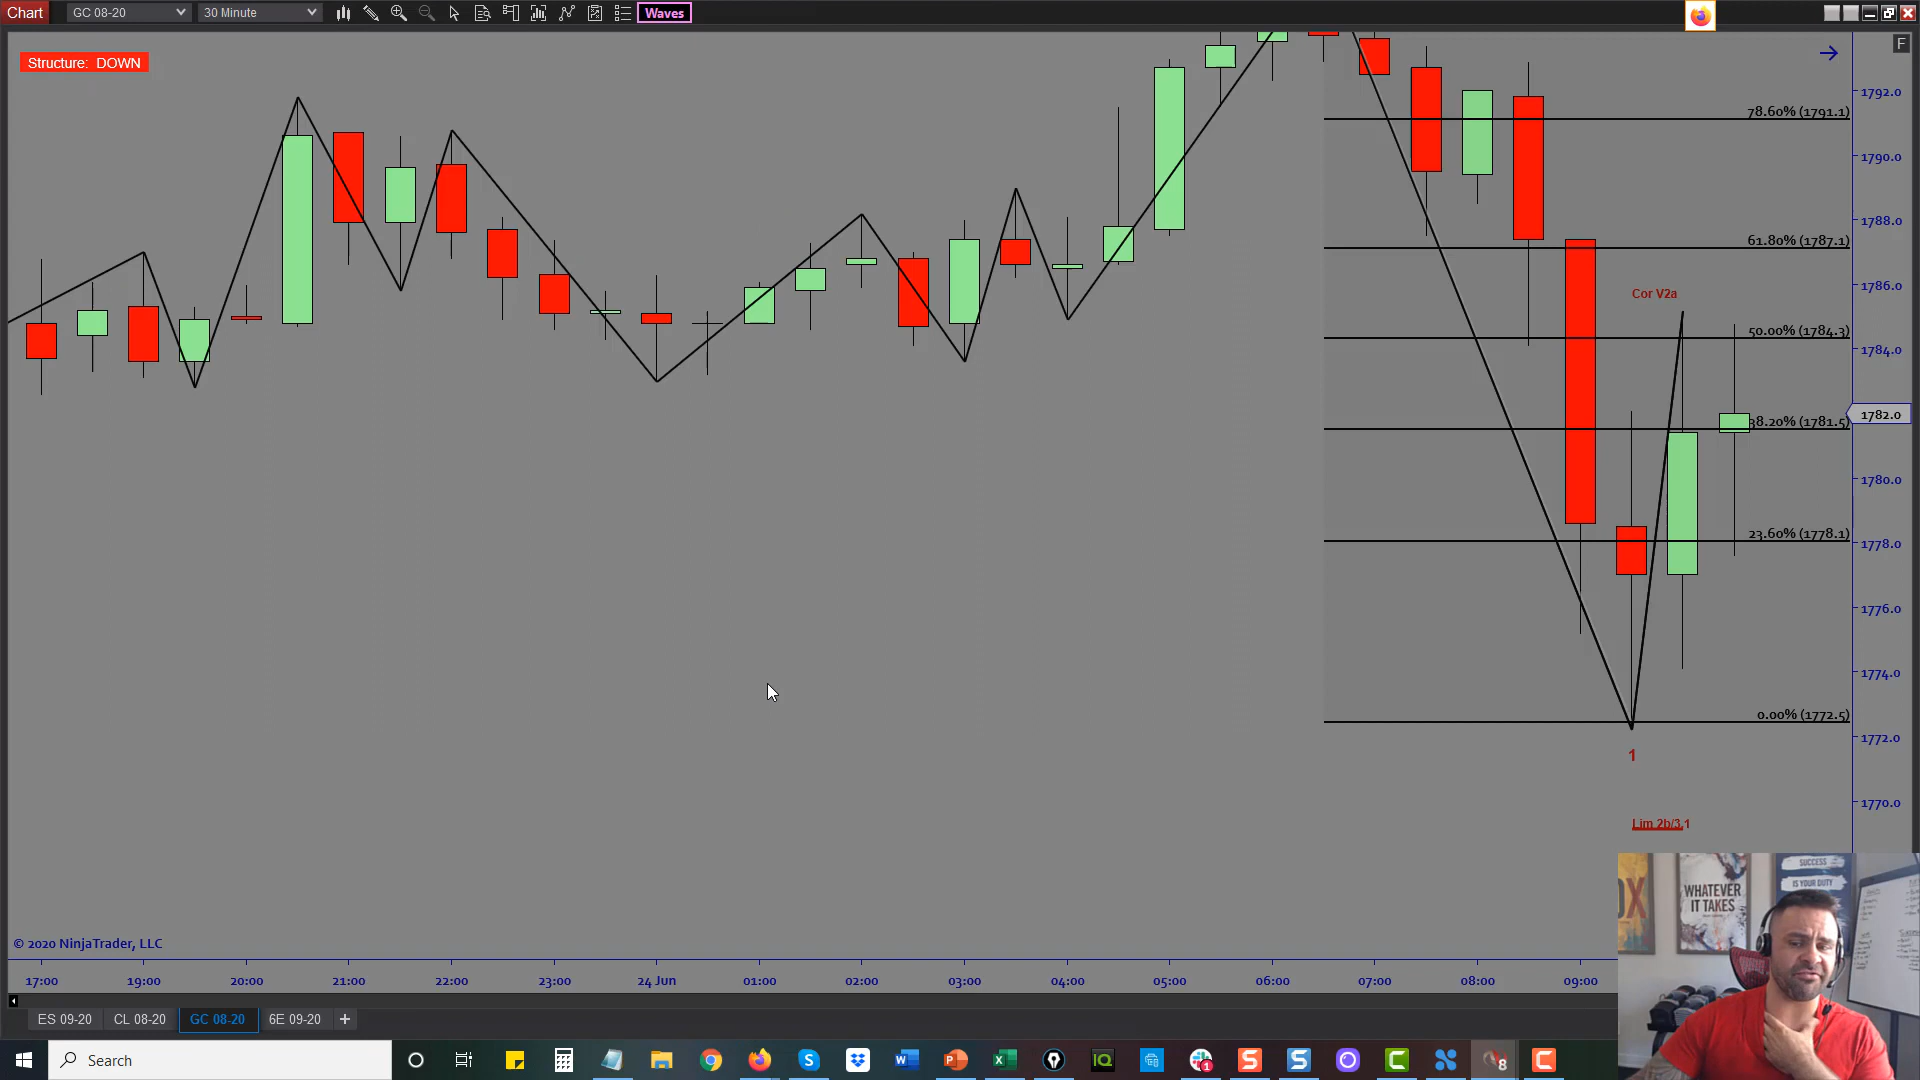 Chart
GC 08-20
30 Minute
Waves
F
Structure: DOWN
1792.0
78.60% (1791.1)
1790.0
1788.0
61.80% (1787.1)
1786.0
Cor V2a
50.00% (1784.3)
1784.0
1782.0
38.20% (1781.5)
1780.0
23.60% (1778.1)
1778.0
1776.0
1774.0
0.00% (1772.5)
1772.0
1
1770.0
Lim 2b/3,1
SUCCESS
IS YOUR DUTY
WHATEVER
IT TAKES
OX
© 2020 NinjaTrader, LLC
17:00 19:00 20:00 21:00 22:00 23:00 24 Jun 01:00 02:00 03:00 04:00 05:00 06:00 07:00 08:00 09:00
ES 09-20 CL 08-20 GC 08-20 6E 09-20 +
Search
IQ
1
8